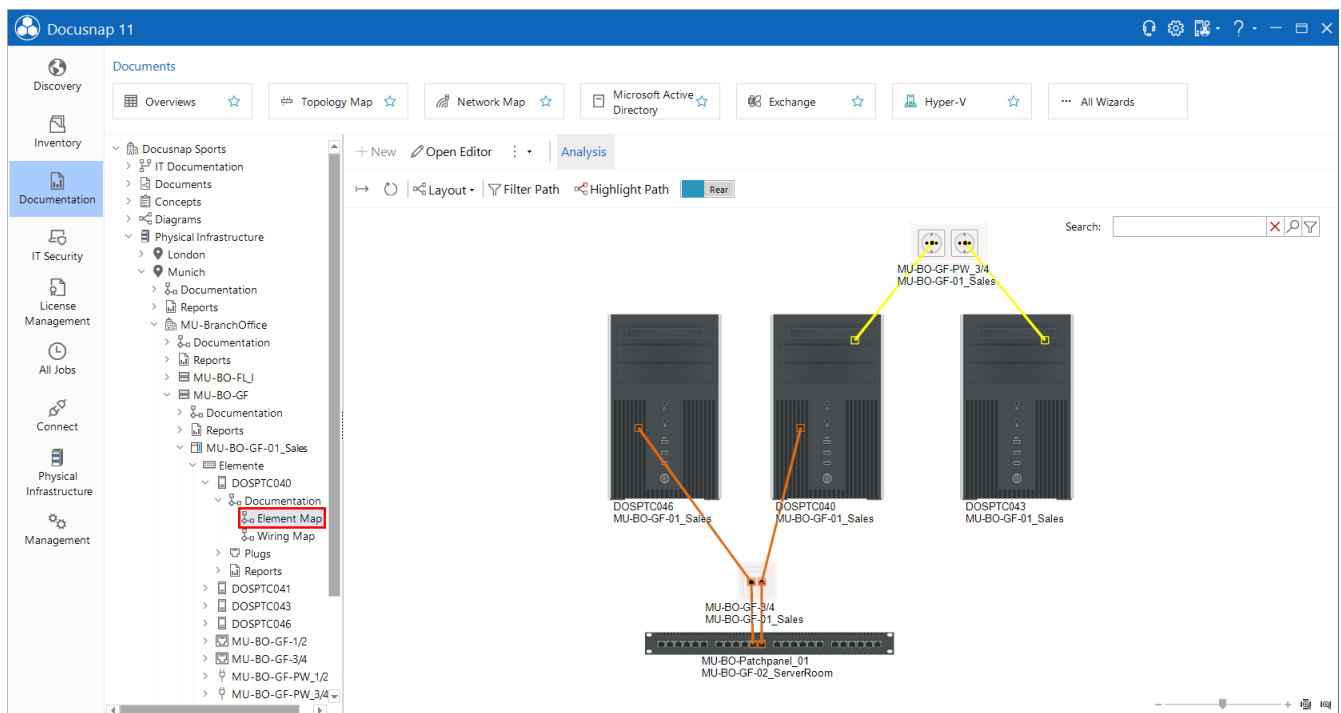 Docusnap 11
Discovery
Inventory
Documentation
IT Security
License
Management
All Jobs
Connect
Physical
Infrastructure
Management
Documents
Overviews
Topology Map
Network Map
Microsoft Active
Directory
Exchange
Hyper-V
All Wizards
Docusnap Sports
IT Documentation
Documents
Concepts
Diagrams
Physical Infrastructure
London
Munich
Documentation
Reports
MU-BranchOffice
Documentation
Reports
MU-BO-FL_I
MU-BO-GF
Documentation
Reports
MU-BO-GF-01_Sales
Elemente
DOSPTC040
Documentation
Element Map
Wiring Map
Plugs
Reports
DOSPTC041
DOSPTC043
DOSPTC046
MU-BO-GF-1/2
MU-BO-GF-3/4
MU-BO-GF-PW_1/2
MU-BO-GF-PW_3/4
New
Open Editor
Analysis
Layout
Filter Path
Highlight Path
Rear
Search:
MU-BO-GF-PW_3/4
MU-BO-GF-01_Sales
DOSPTC046
MU-BO-GF-01_Sales
DOSPTC040
MU-BO-GF-01_Sales
DOSPTC043
MU-BO-GF-01_Sales
MU-BO-GF-3/4
MU-BO-GF-01_Sales
MU-BO-Patchpanel_01
MU-BO-GF-02_ServerRoom